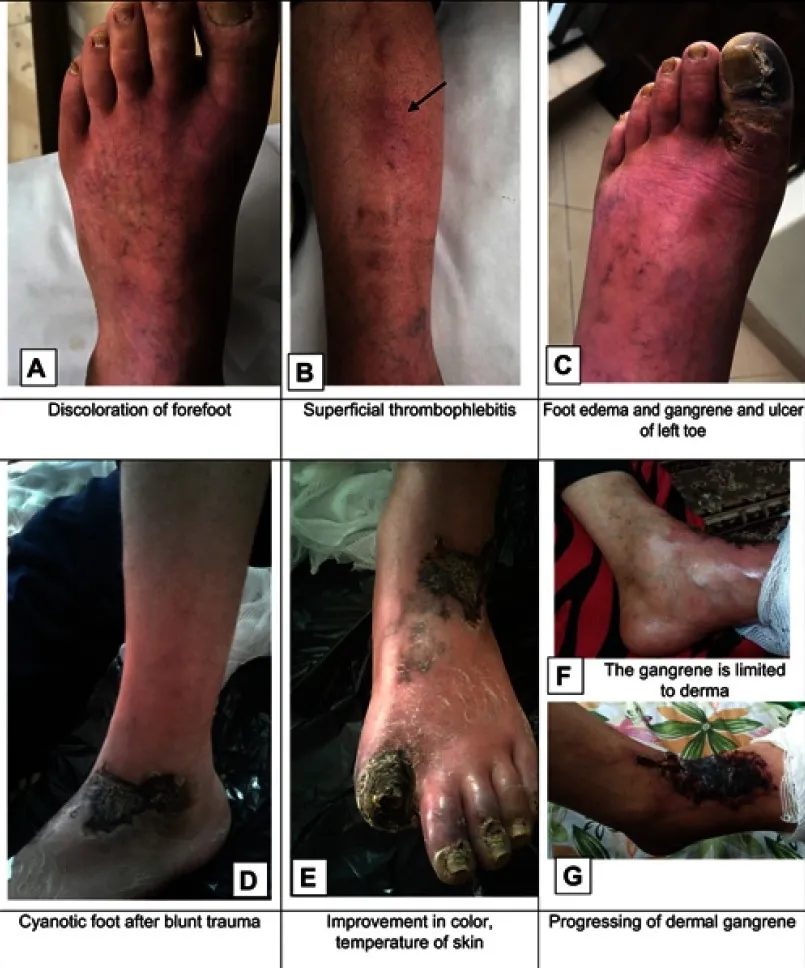 A
B
C
Discoloration of forefoot
Superficial thrombophlebitis
Foot edema and gangrene and ulcer
of left toe
D
E
F
The gangrene is limited
to derma
G
Cyanotic foot after blunt trauma
Improvement in color,
temperature of skin
Progressing of dermal gangrene